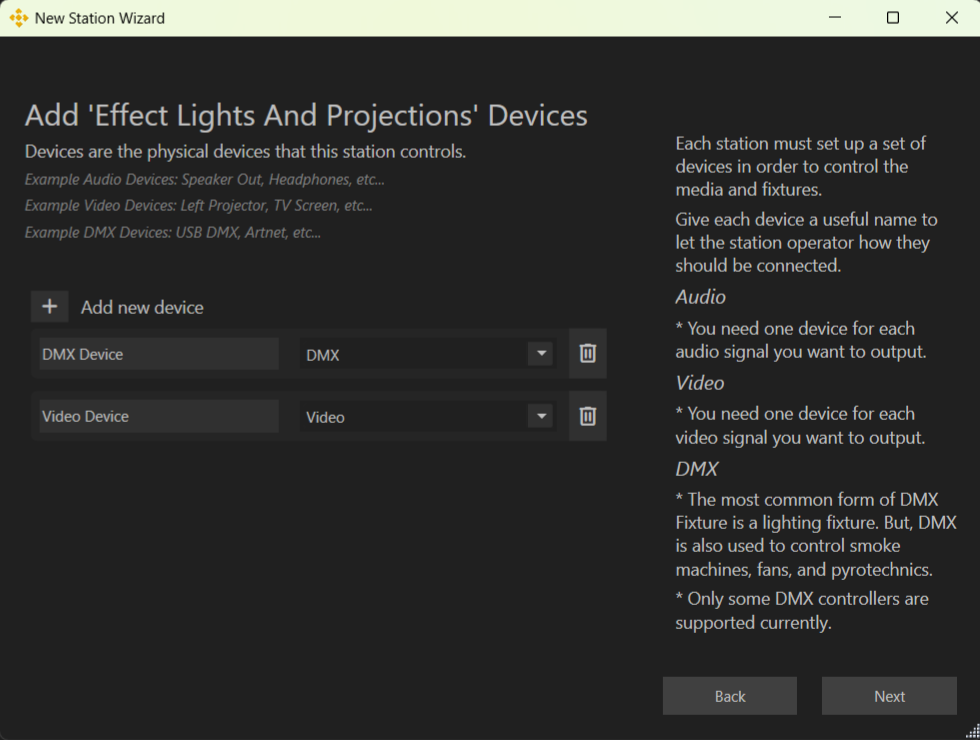 New Station Wizard
Add 'Effect Lights And Projections' Devices
Devices are the physical devices that this station controls.
Example Audio Devices: Speaker Out, Headphones, etc...
Example Video Devices: Left Projector, TV Screen, etc...
Example DMX Devices: USB DMX, Artnet, etc...
+ Add new device
DMX Device DMX
Video Device Video
Each station must set up a set of
devices in order to control the
media and fixtures.
Give each device a useful name to
let the station operator how they
should be connected.
Audio
* You need one device for each
audio signal you want to output.
Video
* You need one device for each
video signal you want to output.
DMX
* The most common form of DMX
Fixture is a lighting fixture. But, DMX
is also used to control smoke
machines, fans, and pyrotechnics.
* Only some DMX controllers are
supported currently.
Back Next